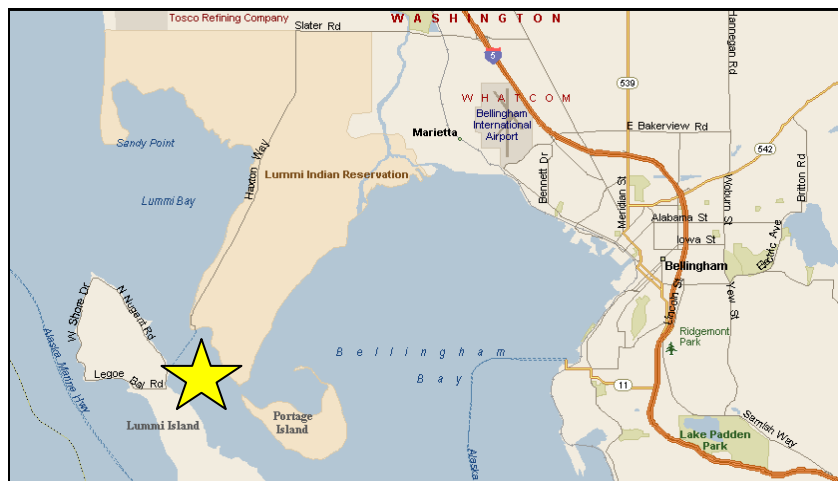 Tosco Refining Company
Slater Rd
WASHINGTON
5
WHATCOM
Bellingham
International
Airport
Marietta
539
Hannegan Rd
E Bakerview Rd
542
Sandy Point
Haxton Way
Lummi Indian Reservation
Bennett Dr
Meridian St
Woburn St
Britton Rd
Lummi Bay
Alabama St
Iowa St
Electric Ave
Bellingham
W Shore Dr
N Nugent Rd
Lincoln St
Yew St
Ridgemont
Park
Alaska Marine Hwy
Legoe Bay Rd
Bellingham
Bay
11
Lummi Island
Portage
Island
Samish Way
Lake Padden
Park
Alaska